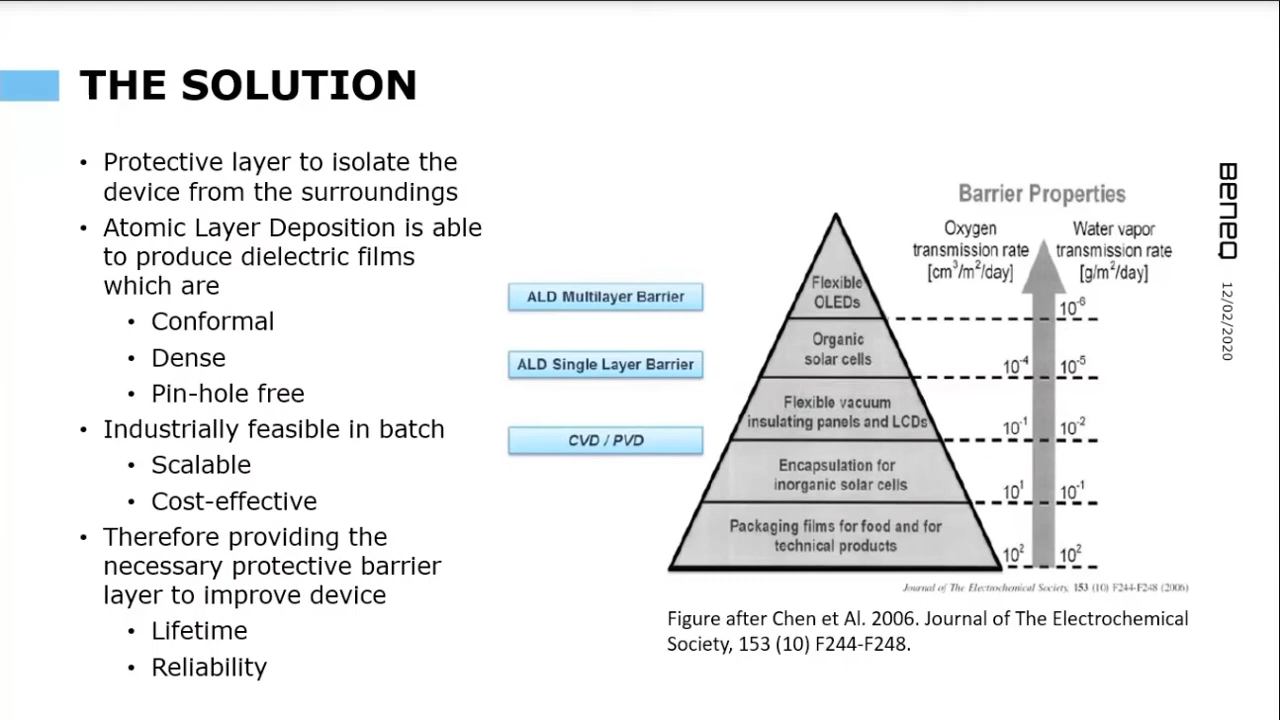 THE SOLUTION
• Protective layer to isolate the
device from the surroundings
• Atomic Layer Deposition is able
to produce dielectric films
which are
• Conformal
• Dense
• Pin-hole free
• Industrially feasible in batch
• Scalable
• Cost-effective
• Therefore providing the
necessary protective barrier
layer to improve device
• Lifetime
• Reliability
ALD Multilayer Barrier
ALD Single Layer Barrier
CVD / PVD
Barrier Properties
Oxygen
transmission rate
[cm³/m²/day]
Water vapor
transmission rate
[g/m²/day]
Flexible
OLEDs
10⁻⁶
Organic
solar cells
10⁻⁴ 10⁻⁵
Flexible vacuum
insulating panels and LCDs
10⁻¹ 10⁻²
Encapsulation for
inorganic solar cells
10¹ 10⁻¹
Packaging films for food and for
technical products
10² 10²
Journal of The Electrochemical Society, 153 (10) F244-F248 (2006)
Figure after Chen et Al. 2006. Journal of The Electrochemical
Society, 153 (10) F244-F248.
Beneq
12/02/2020